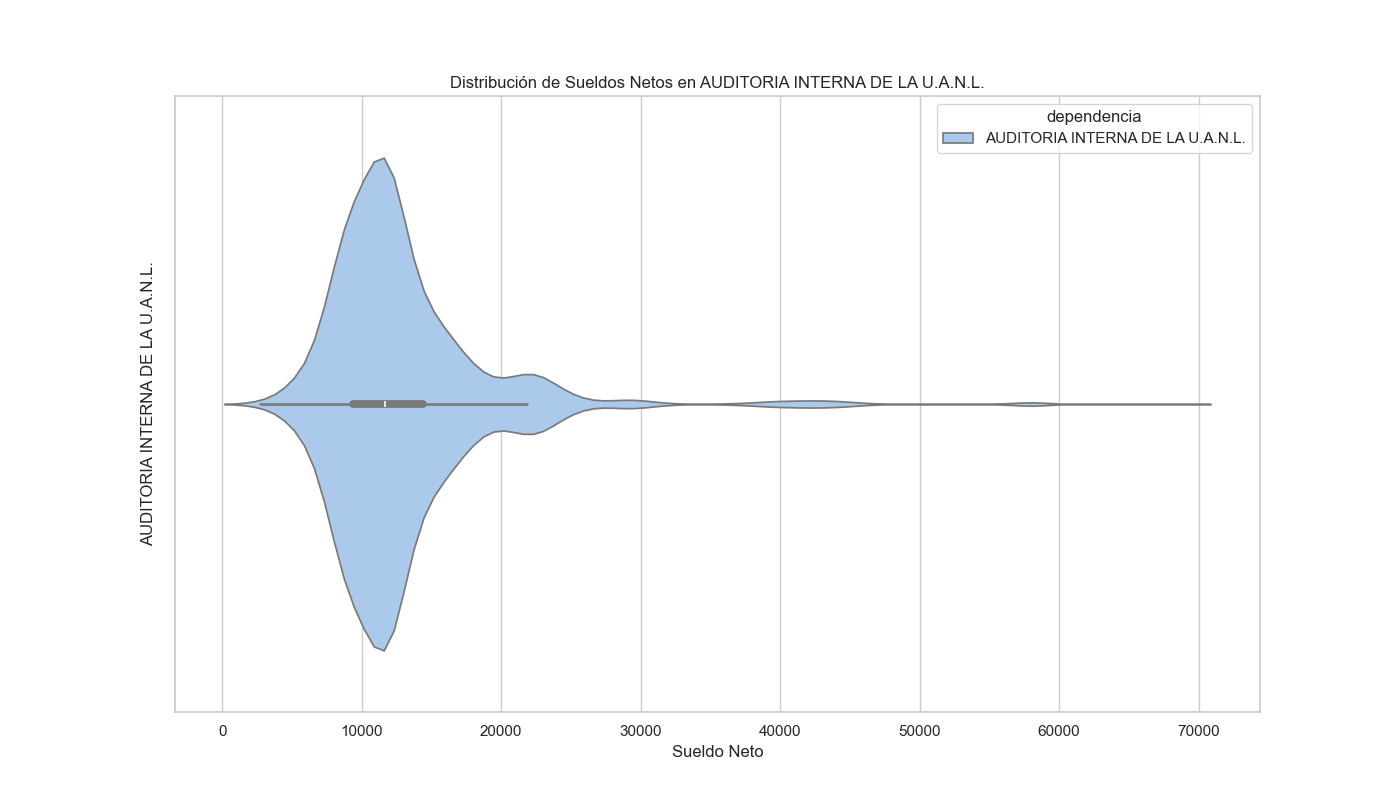 Distribución de Sueldos Netos en AUDITORIA INTERNA DE LA U.A.N.L.
dependencia
AUDITORIA INTERNA DE LA U.A.N.L.
AUDITORIA INTERNA DE LA U.A.N.L.
0 10000 20000 30000 40000 50000 60000 70000
Sueldo Neto